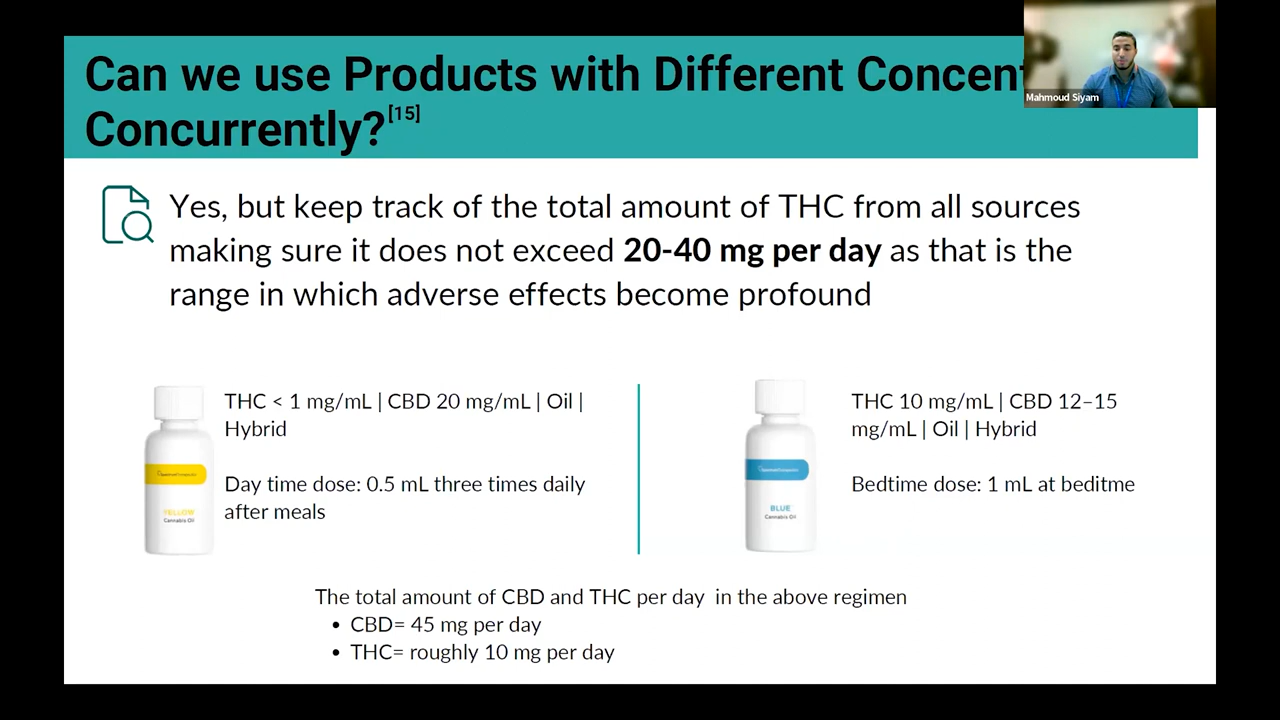 Can we use Products with Different Concent
Concurrently?[15]
Mahmoud Siyam
Yes, but keep track of the total amount of THC from all sources
making sure it does not exceed 20-40 mg per day as that is the
range in which adverse effects become profound
THC < 1 mg/mL | CBD 20 mg/mL | Oil |
Hybrid
Day time dose: 0.5 mL three times daily
after meals
YELLOW
Cannabis Oil
THC 10 mg/mL | CBD 12–15
mg/mL | Oil | Hybrid
Bedtime dose: 1 mL at beditme
BLUE
Cannabis Oil
The total amount of CBD and THC per day in the above regimen
• CBD= 45 mg per day
• THC= roughly 10 mg per day